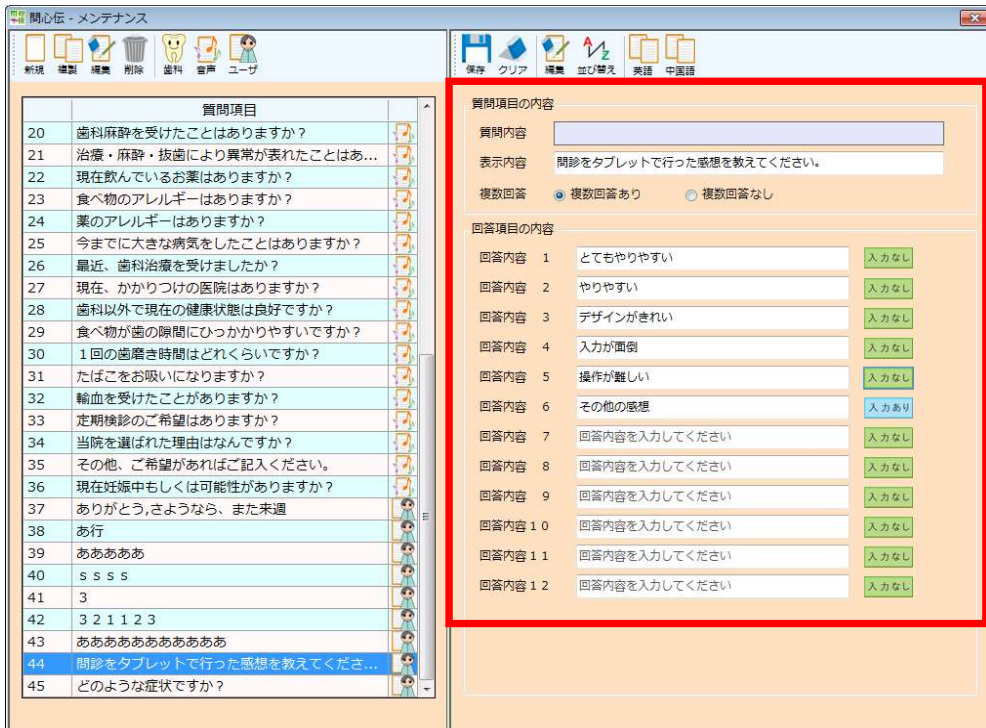 問心伝 - メンテナンス
新規 複製 編集 削除 歯科 音声 ユーザ
質問項目
20 歯科麻酔を受けたことはありますか？
21 治療・麻酔・抜歯により異常が表れたことはあ...
22 現在飲んでいるお薬はありますか？
23 食べ物のアレルギーはありますか？
24 薬のアレルギーはありますか？
25 今までに大きな病気をしたことはありますか？
26 最近、歯科治療を受けましたか？
27 現在、かかりつけの医院はありますか？
28 歯科以外で現在の健康状態は良好ですか？
29 食べ物が歯の隙間にひっかかりやすいですか？
30 １回の歯磨き時間はどれくらいですか？
31 たばこをお吸いになりますか？
32 輸血を受けたことがありますか？
33 定期検診のご希望はありますか？
34 当院を選ばれた理由はなんですか？
35 その他、ご希望があればご記入ください。
36 現在妊娠中もしくは可能性がありますか？
37 ありがとう,さようなら、また来週
38 あ行
39 あああああ
40 ｓｓｓｓ
41 3
42 ３２１１２３
43 あああああああああああ
44 問診をタブレットで行った感想を教えてくださ...
45 どのような症状ですか？
保存 クリア 編集 並び替え 英語 中国語
質問項目の内容
質問内容
表示内容 問診をタブレットで行った感想を教えてください。
複数回答 複数回答あり 複数回答なし
回答項目の内容
回答内容 1 とてもやりやすい 入力なし
回答内容 2 やりやすい 入力なし
回答内容 3 デザインがきれい 入力なし
回答内容 4 入力が面倒 入力なし
回答内容 5 操作が難しい 入力なし
回答内容 6 その他の感想 入力あり
回答内容 7 回答内容を入力してください 入力なし
回答内容 8 回答内容を入力してください 入力なし
回答内容 9 回答内容を入力してください 入力なし
回答内容１０ 回答内容を入力してください 入力なし
回答内容１１ 回答内容を入力してください 入力なし
回答内容１２ 回答内容を入力してください 入力なし